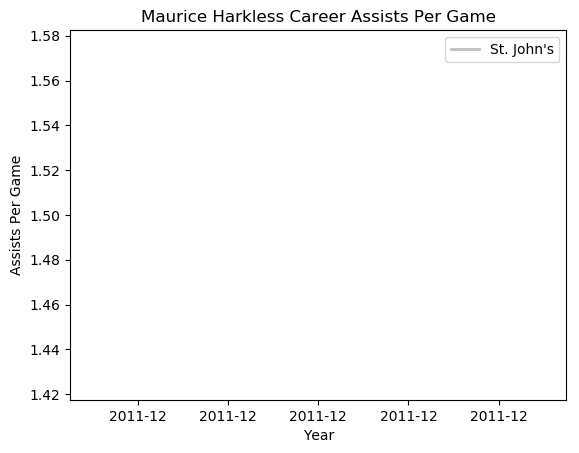 Maurice Harkless Career Assists Per Game
St. John's
Assists Per Game
1.58
1.56
1.54
1.52
1.50
1.48
1.46
1.44
1.42
2011-12 2011-12 2011-12 2011-12 2011-12
Year